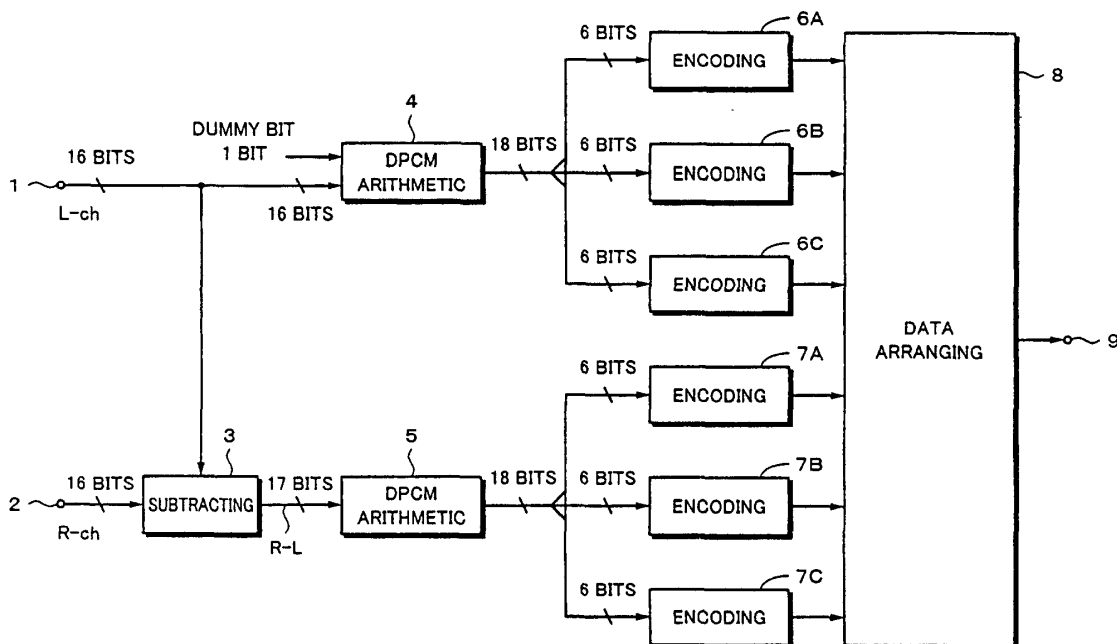 6 BITS
6A
ENCODING
8
4
DUMMY BIT
1 BIT
16 BITS
DPCM
ARITHMETIC
18 BITS
6 BITS
6B
ENCODING
1
L-ch
16 BITS
6 BITS
6C
ENCODING
DATA
ARRANGING
9
6 BITS
7A
ENCODING
3
5
16 BITS
2
R-ch
SUBTRACTING
17 BITS
R-L
DPCM
ARITHMETIC
18 BITS
6 BITS
7B
ENCODING
6 BITS
7C
ENCODING